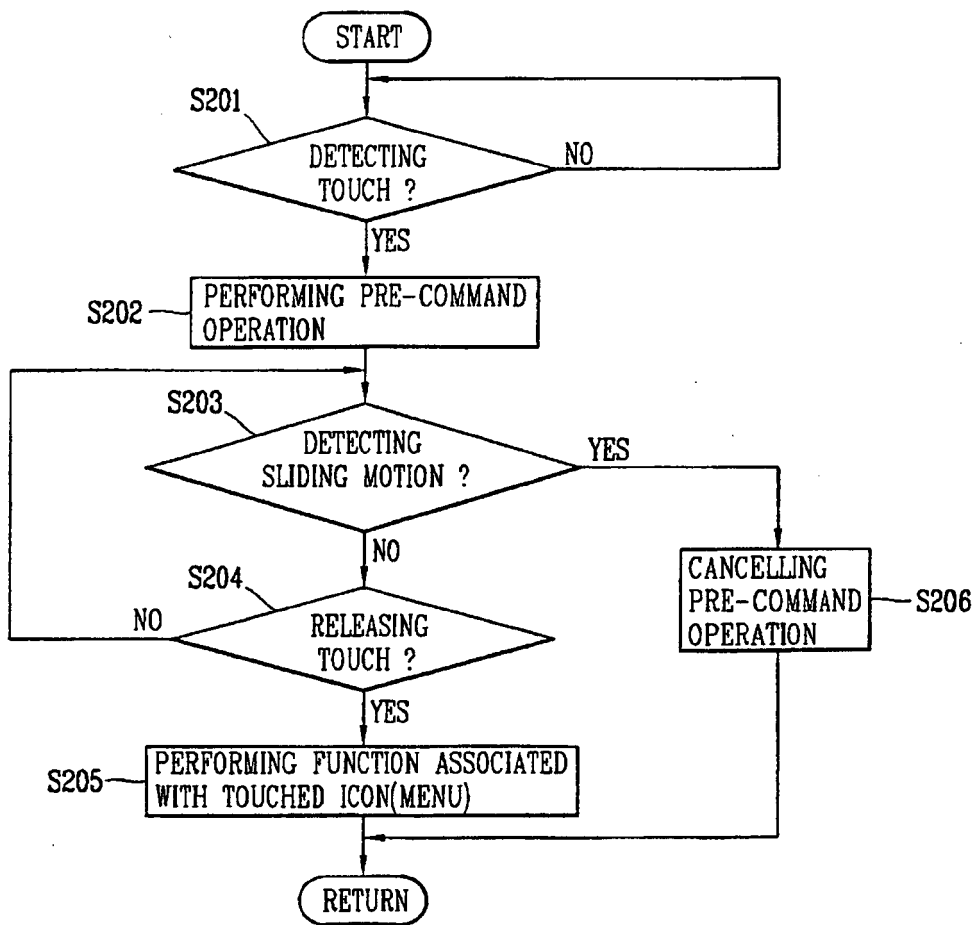 START
S201
DETECTING
TOUCH ?
NO
YES
S202
PERFORMING PRE-COMMAND
OPERATION
S203
DETECTING
SLIDING MOTION ?
YES
NO
S204
NO
RELEASING
TOUCH ?
CANCELLING
PRE-COMMAND
OPERATION
S206
YES
S205
PERFORMING FUNCTION ASSOCIATED
WITH TOUCHED ICON(MENU)
RETURN